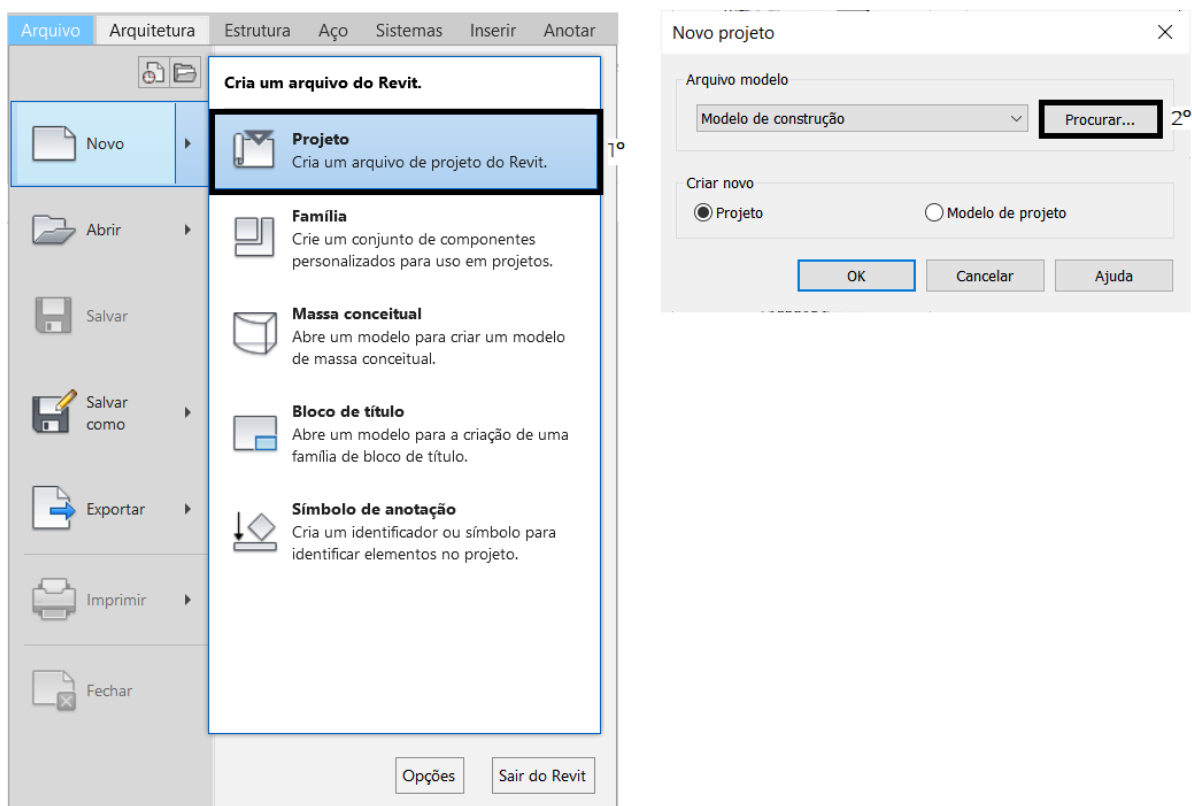 Arquivo Arquitetura Estrutura Aço Sistemas Inserir Anotar
Cria um arquivo do Revit.
Novo
Projeto
Cria um arquivo de projeto do Revit.
1º
Abrir
Família
Crie um conjunto de componentes
personalizados para uso em projetos.
Salvar
Massa conceitual
Abre um modelo para criar um modelo
de massa conceitual.
Salvar
como
Bloco de título
Abre um modelo para a criação de uma
família de bloco de título.
Exportar
Símbolo de anotação
Cria um identificador ou símbolo para
identificar elementos no projeto.
Imprimir
Fechar
Opções Sair do Revit
Novo projeto
Arquivo modelo
Modelo de construção Procurar... 2º
Criar novo
Projeto Modelo de projeto
OK Cancelar Ajuda